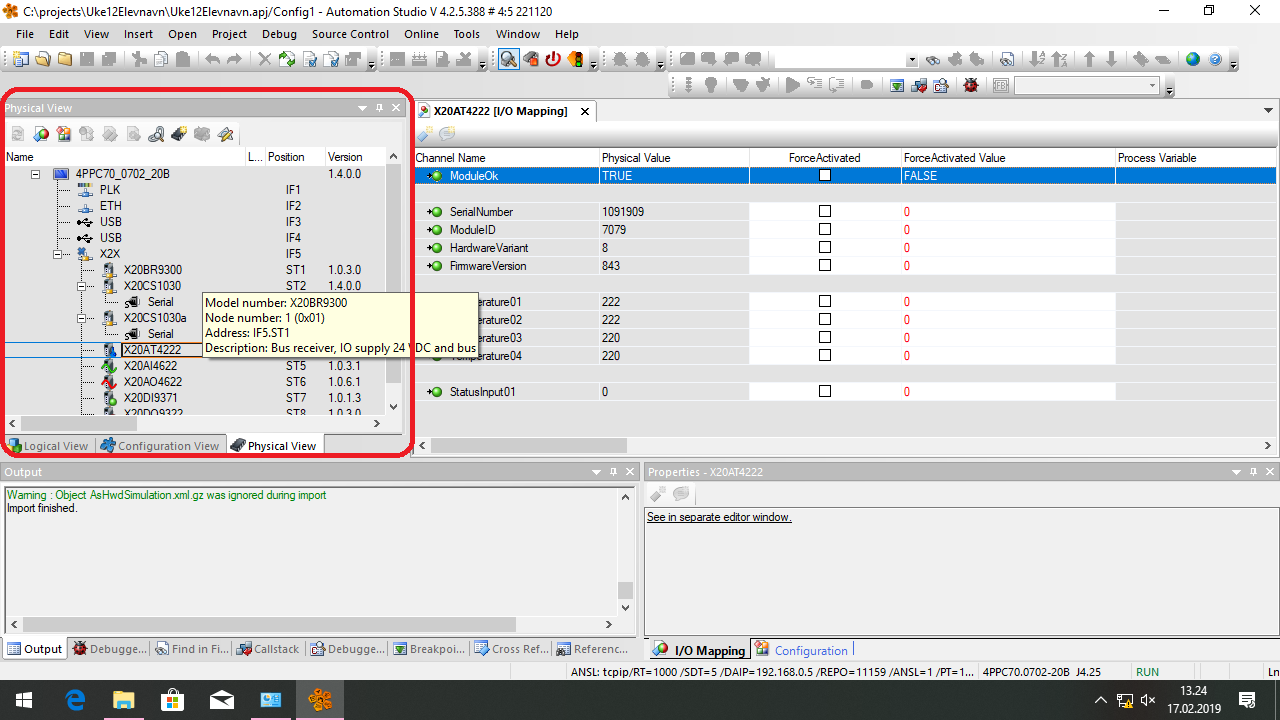 C:\projects\Uke12Elevnavn\Uke12Elevnavn.apj/Config1 - Automation Studio V 4.2.5.388 # 4:5 221120
File Edit View Insert Open Project Debug Source Control Online Tools Window Help
Physical View
Name L... Position Version
4PPC70_0702_20B 1.4.0.0
PLK IF1
ETH IF2
USB IF3
USB IF4
X2X IF5
X20BR9300 ST1 1.0.3.0
X20CS1030 ST2 1.4.0.0
Serial
X20CS1030a
Serial
X20AT4222
X20AI4622 ST5 1.0.3.1
X20AO4622 ST6 1.0.6.1
X20DI9371 ST7 1.0.1.3
X20DO9322 ST8 1.0.3.0
Model number: X20BR9300
Node number: 1 (0x01)
Address: IF5.ST1
Description: Bus receiver, IO supply 24 VDC and bus
Logical View Configuration View Physical View
X20AT4222 [I/O Mapping]
Channel Name Physical Value ForceActivated ForceActivated Value Process Variable
ModuleOk TRUE FALSE
SerialNumber 1091909 0
ModuleID 7079 0
HardwareVariant 8 0
FirmwareVersion 843 0
erature01 222 0
erature02 222 0
erature03 220 0
Temperature04 220 0
StatusInput01 0 0
Output
Warning : Object AsHwdSimulation.xml.gz was ignored during import
Import finished.
Output Debugge... Find in Fi... Callstack Debugge... Breakpoi... Cross Ref... Referenc...
Properties - X20AT4222
See in separate editor window.
I/O Mapping Configuration
ANSL: tcpip/RT=1000 /SDT=5 /DAIP=192.168.0.5 /REPO=11159 /ANSL=1 /PT=1... 4PPC70.0702-20B J4.25 RUN Ln
13.24
17.02.2019